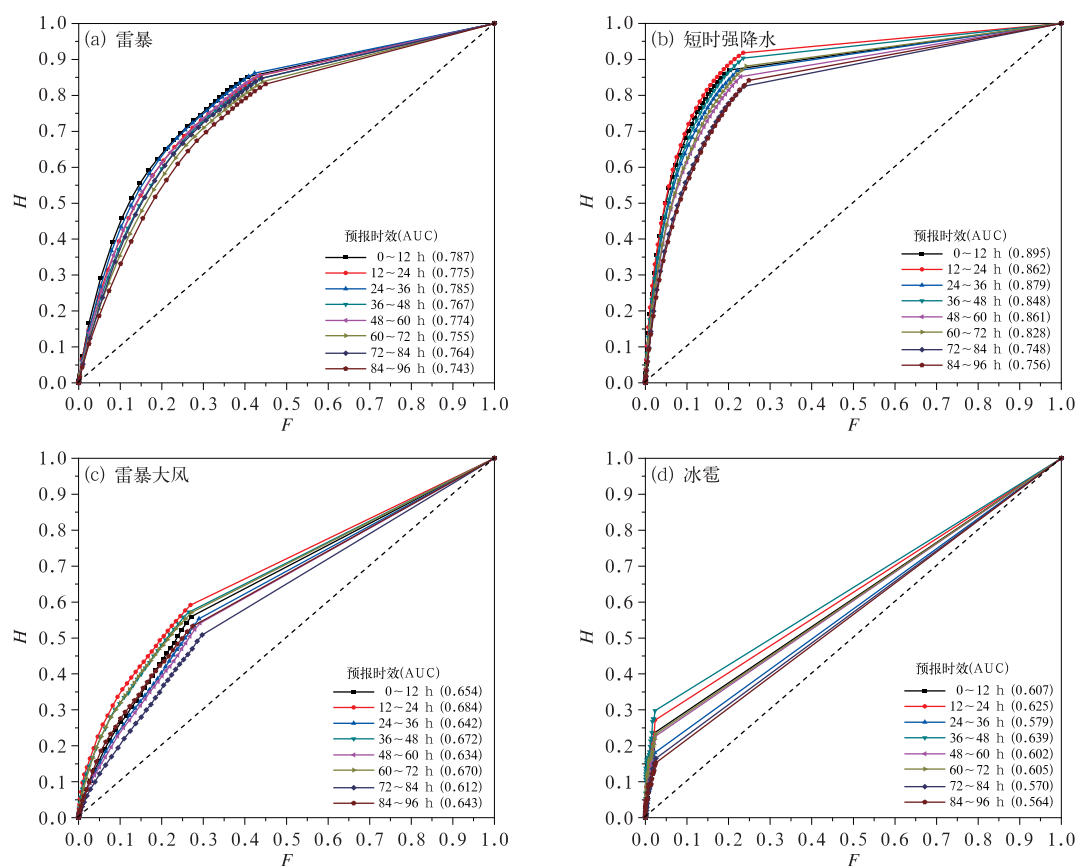 (a) 雷暴
H
1.0
0.9
0.8
0.7
0.6
0.5
0.4
0.3
0.2
0.1
0.0
预报时效(AUC)
0～12 h (0.787)
12～24 h (0.775)
24～36 h (0.785)
36～48 h (0.767)
48～60 h (0.774)
60～72 h (0.755)
72～84 h (0.764)
84～96 h (0.743)
0.0 0.1 0.2 0.3 0.4 0.5 0.6 0.7 0.8 0.9 1.0
F
(b) 短时强降水
H
1.0
0.9
0.8
0.7
0.6
0.5
0.4
0.3
0.2
0.1
0.0
预报时效(AUC)
0～12 h (0.895)
12～24 h (0.862)
24～36 h (0.879)
36～48 h (0.848)
48～60 h (0.861)
60～72 h (0.828)
72～84 h (0.748)
84～96 h (0.756)
0.0 0.1 0.2 0.3 0.4 0.5 0.6 0.7 0.8 0.9 1.0
F
(c) 雷暴大风
H
1.0
0.9
0.8
0.7
0.6
0.5
0.4
0.3
0.2
0.1
0.0
预报时效(AUC)
0～12 h (0.654)
12～24 h (0.684)
24～36 h (0.642)
36～48 h (0.672)
48～60 h (0.634)
60～72 h (0.670)
72～84 h (0.612)
84～96 h (0.643)
0.0 0.1 0.2 0.3 0.4 0.5 0.6 0.7 0.8 0.9 1.0
F
(d) 冰雹
H
1.0
0.9
0.8
0.7
0.6
0.5
0.4
0.3
0.2
0.1
0.0
预报时效(AUC)
0～12 h (0.607)
12～24 h (0.625)
24～36 h (0.579)
36～48 h (0.639)
48～60 h (0.602)
60～72 h (0.605)
72～84 h (0.570)
84～96 h (0.564)
0.0 0.1 0.2 0.3 0.4 0.5 0.6 0.7 0.8 0.9 1.0
F